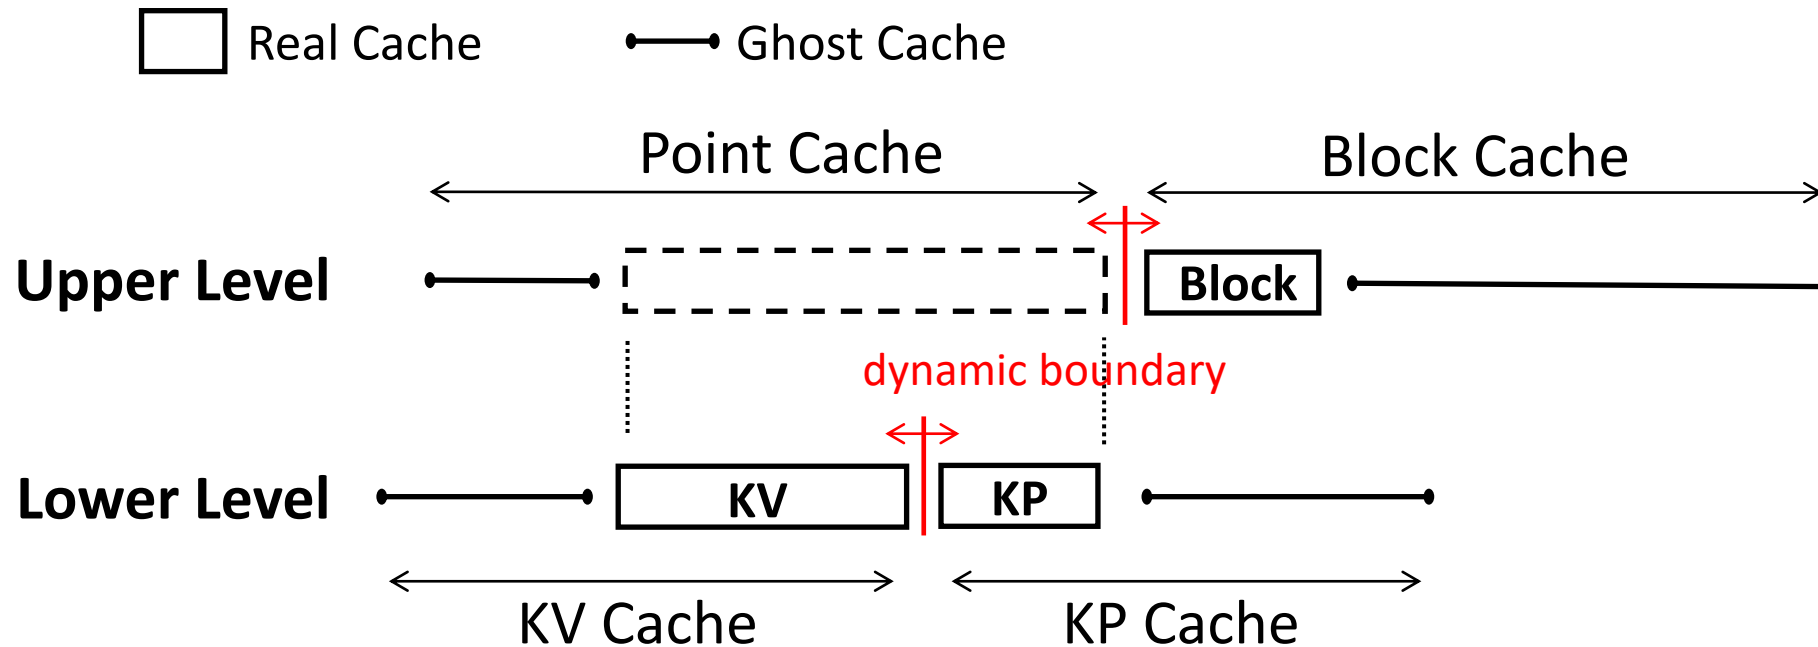 Real Cache
Ghost Cache
Point Cache
Block Cache
Upper Level
Block
dynamic boundary
Lower Level
KV
KP
KV Cache
KP Cache